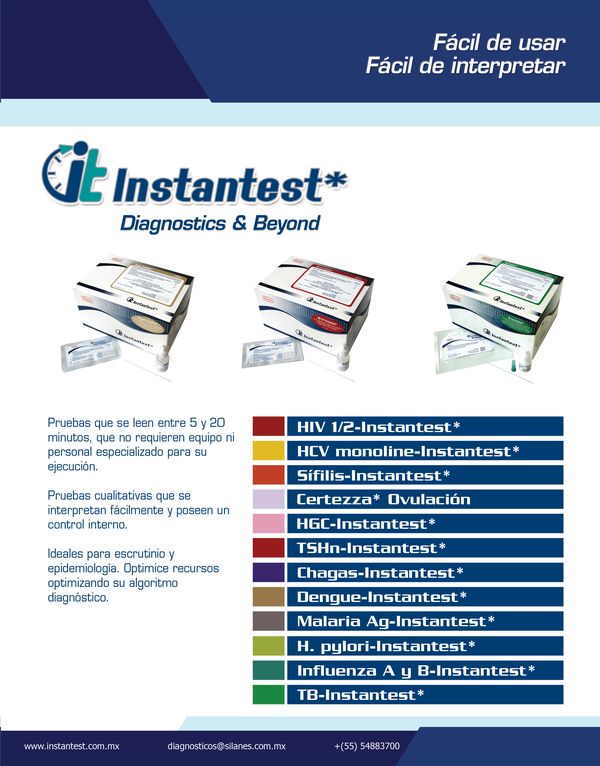 Fácil de usar
Fácil de interpretar
it Instantest*
Diagnostics & Beyond
Instantest*
Instantest*
Instantest*
Pruebas que se leen entre 5 y 20
minutos, que no requieren equipo ni
personal especializado para su
ejecución.
Pruebas cualitativas que se
interpretan fácilmente y poseen un
control interno.
Ideales para escrutinio y
epidemiología. Optimice recursos
optimizando su algoritmo
diagnóstico.
HIV 1/2-Instantest*
HCV monoline-Instantest*
Sífilis-Instantest*
Certezza* Ovulación
HGC-Instantest*
TSHn-Instantest*
Chagas-Instantest*
Dengue-Instantest*
Malaria Ag-Instantest*
H. pylori-Instantest*
Influenza A y B-Instantest*
TB-Instantest*
www.instantest.com.mx diagnosticos@silanes.com.mx +(55) 54883700